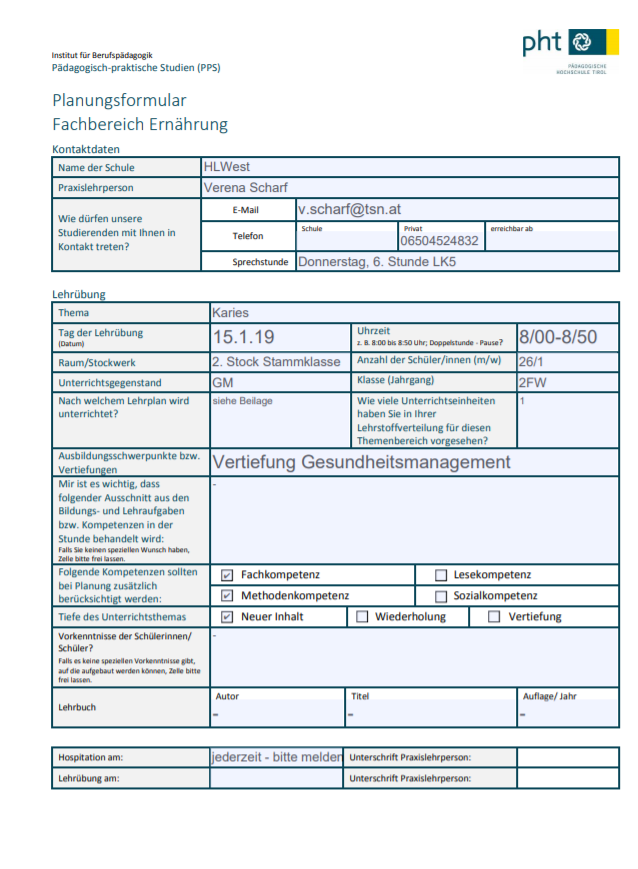 pht
PÄDAGOGISCHE
HOCHSCHULE TIROL
Institut für Berufspädagogik
Pädagogisch-praktische Studien (PPS)
Planungsformular
Fachbereich Ernährung
Kontaktdaten
Name der Schule HLWest
Praxislehrperson Verena Scharf
Wie dürfen unsere
Studierenden mit Ihnen in
Kontakt treten?
E-Mail v.scharf@tsn.at
Telefon Schule Privat 06504524832 erreichbar ab
Sprechstunde Donnerstag, 6. Stunde LK5
Lehrübung
Thema Karies
Tag der Lehrübung
(Datum)
15.1.19
Uhrzeit
z. B. 8:00 bis 8:50 Uhr; Doppelstunde - Pause?
8/00-8/50
Raum/Stockwerk 2. Stock Stammklasse Anzahl der Schüler/innen (m/w) 26/1
Unterrichtsgegenstand GM Klasse (Jahrgang) 2FW
Nach welchem Lehrplan wird
unterrichtet?
siehe Beilage
Wie viele Unterrichtseinheiten
haben Sie in Ihrer
Lehrstoffverteilung für diesen
Themenbereich vorgesehen?
1
Ausbildungsschwerpunkte bzw.
Vertiefungen
Vertiefung Gesundheitsmanagement
Mir ist es wichtig, dass
folgender Ausschnitt aus den
Bildungs- und Lehraufgaben
bzw. Kompetenzen in der
Stunde behandelt wird:
Falls Sie keinen speziellen Wunsch haben,
Zelle bitte frei lassen.
-
Folgende Kompetenzen sollten
bei Planung zusätzlich
berücksichtigt werden:
Fachkompetenz Lesekompetenz
Methodenkompetenz Sozialkompetenz
Tiefe des Unterrichtsthemas Neuer Inhalt Wiederholung Vertiefung
Vorkenntnisse der Schülerinnen/
Schüler?
Falls es keine speziellen Vorkenntnisse gibt,
auf die aufgebaut werden können, Zelle bitte
frei lassen.
-
Lehrbuch
Autor Titel Auflage/ Jahr
- - -
Hospitation am: jederzeit - bitte melden Unterschrift Praxislehrperson:
Lehrübung am: Unterschrift Praxislehrperson: